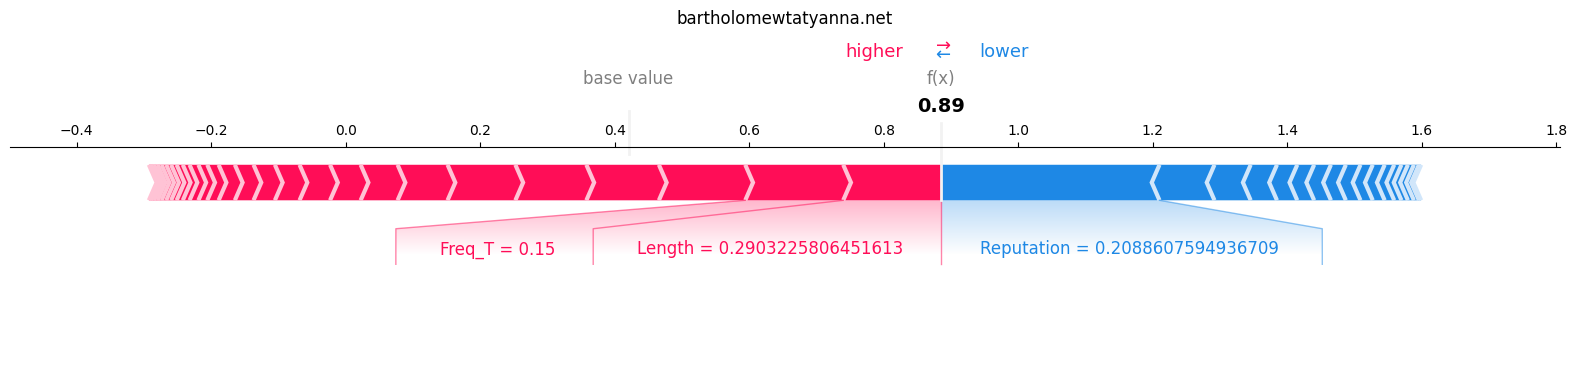 bartholomewtatyanna.net
higher ⇄ lower
base value f(x)
0.89
−0.4 −0.2 0.0 0.2 0.4 0.6 0.8 1.0 1.2 1.4 1.6 1.8
Freq_T = 0.15 Length = 0.2903225806451613 Reputation = 0.2088607594936709